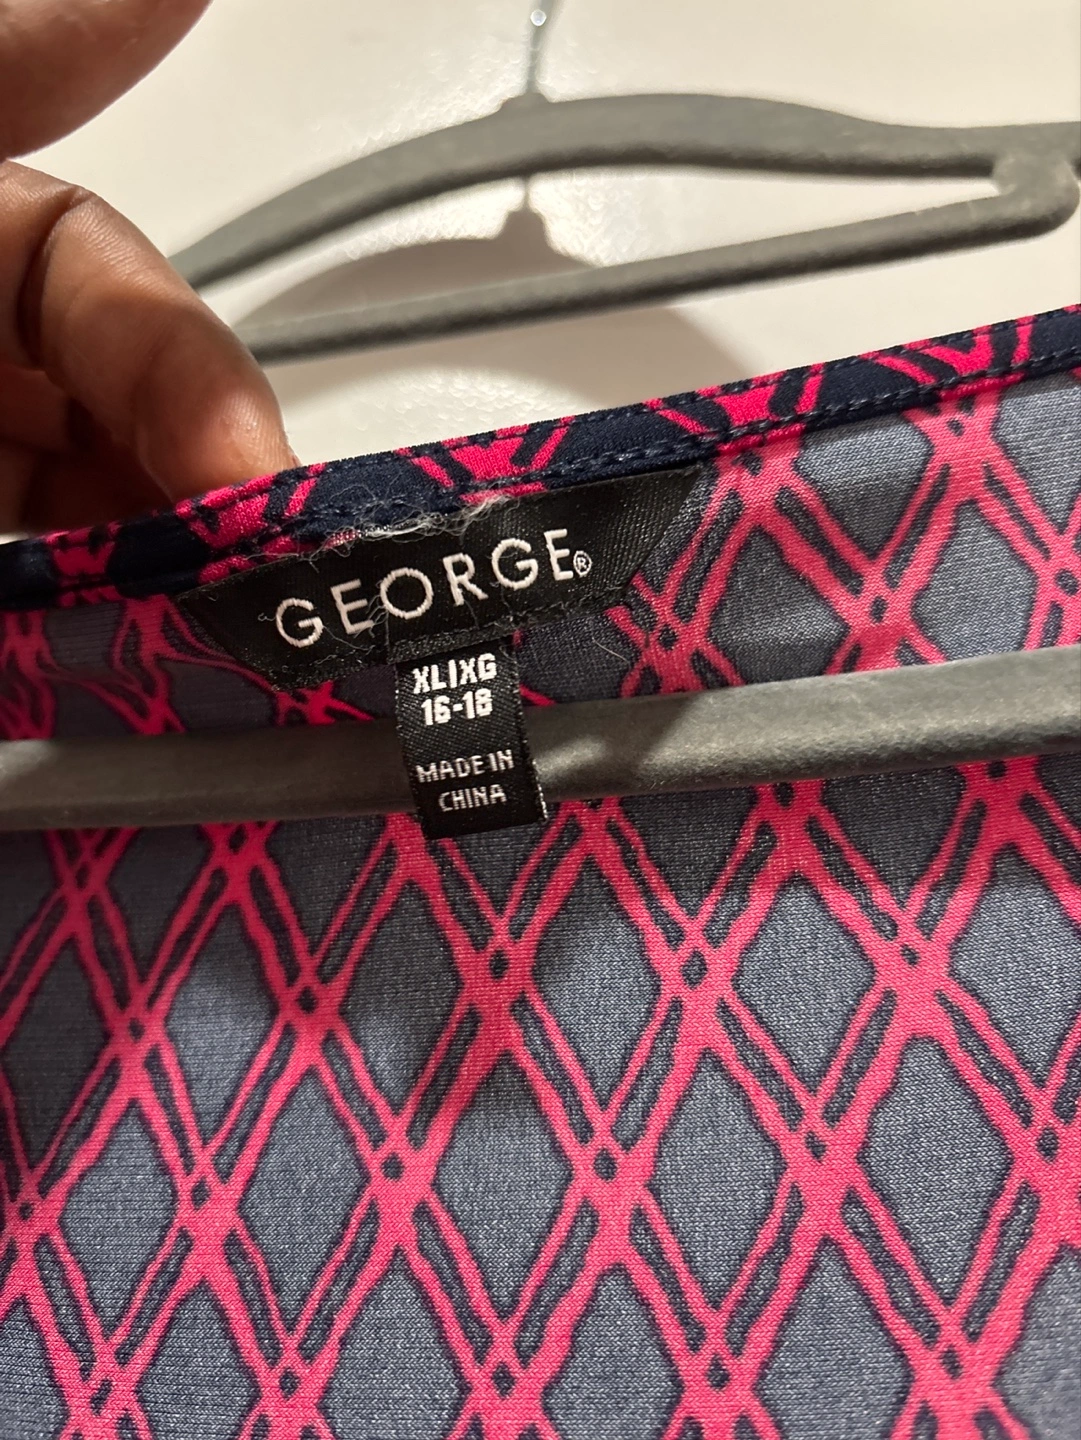 GEORGE®
XL/XG
16-18
MADE IN
CHINA